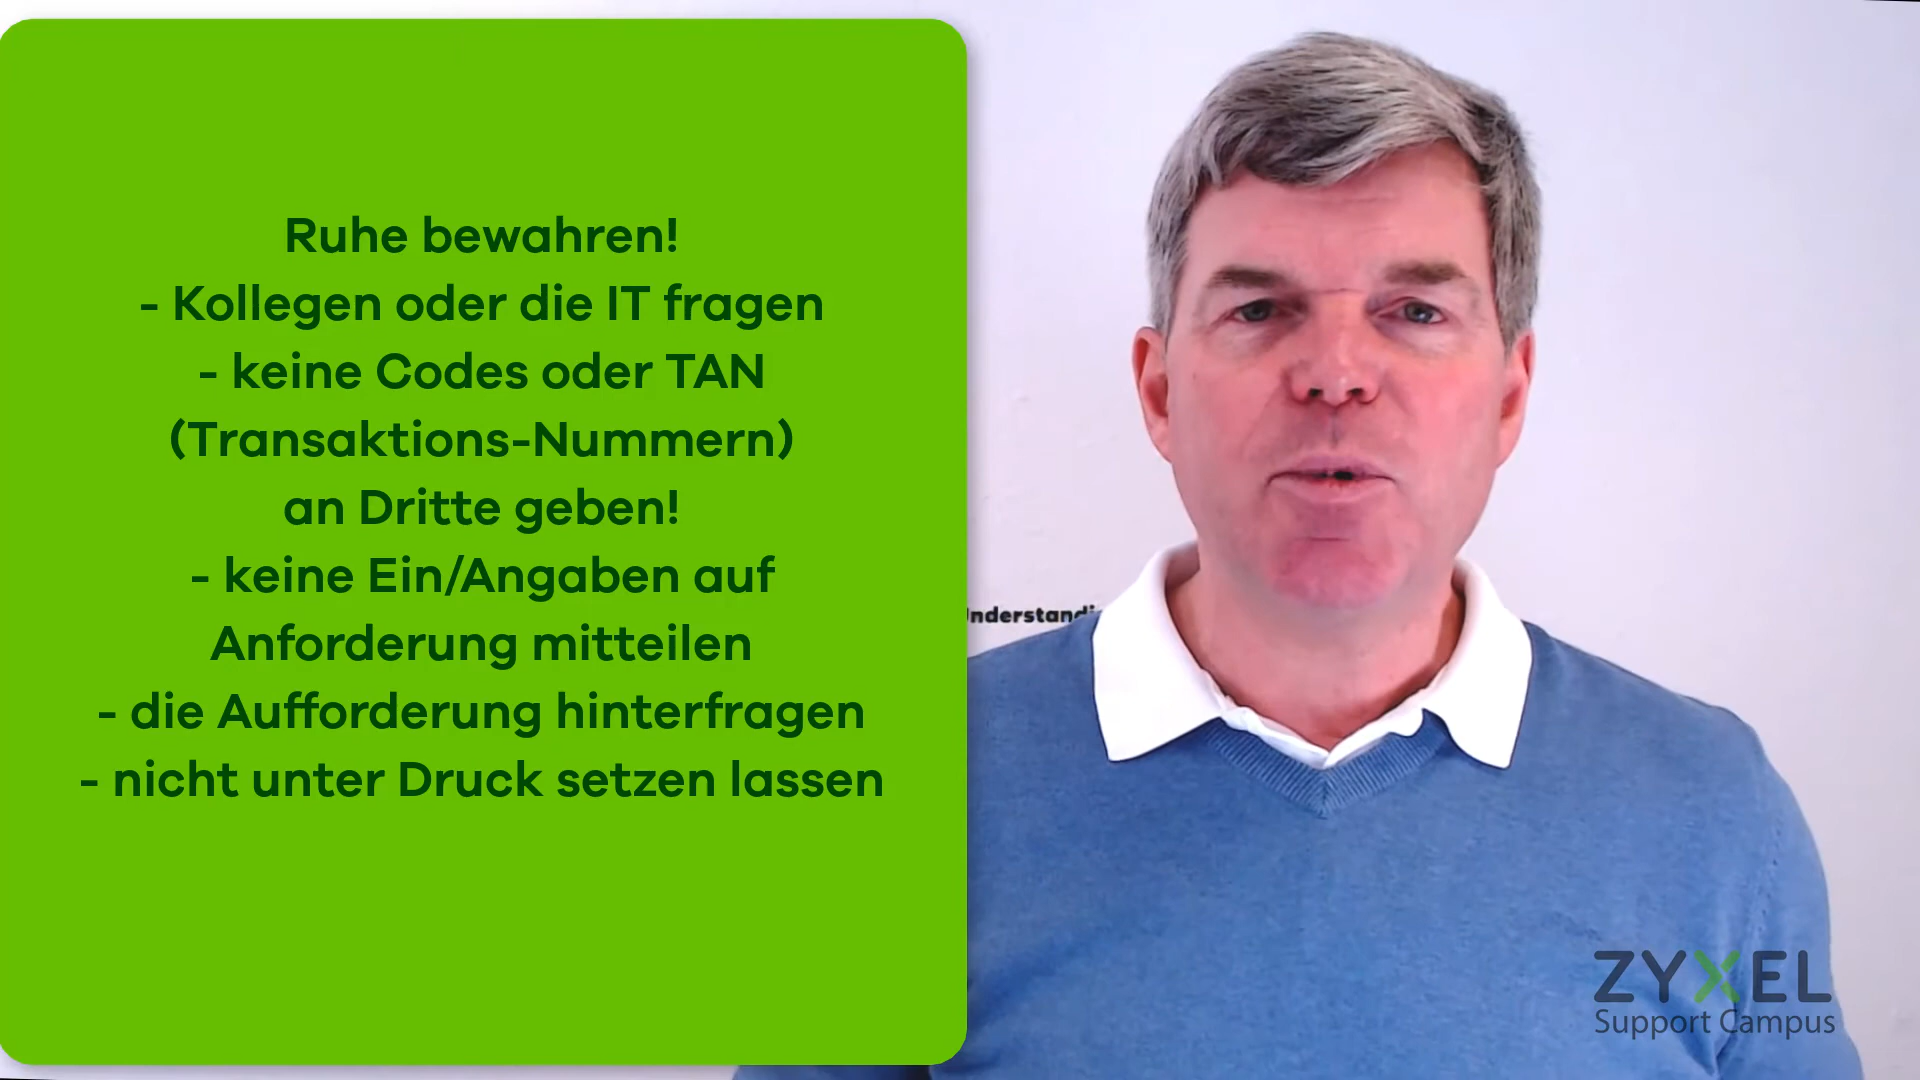 Ruhe bewahren!
- Kollegen oder die IT fragen
- keine Codes oder TAN
(Transaktions-Nummern)
an Dritte geben!
- keine Ein/Angaben auf
Anforderung mitteilen
- die Aufforderung hinterfragen
- nicht unter Druck setzen lassen
ZYXEL
Support Campus